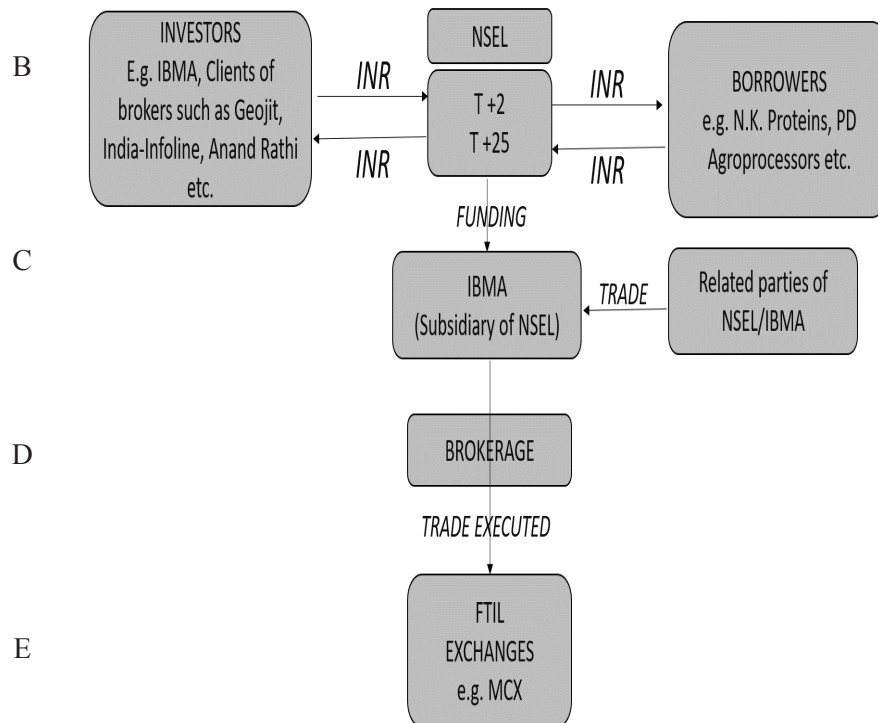 B
INVESTORS
E.g. IBMA, Clients of
brokers such as Geojit,
India-Infoline, Anand Rathi
etc.
INR
INR
NSEL
T +2
T +25
INR
INR
BORROWERS
e.g. N.K. Proteins, PD
Agroprocessors etc.
FUNDING
C
IBMA
(Subsidiary of NSEL)
TRADE
Related parties of
NSEL/IBMA
D
BROKERAGE
TRADE EXECUTED
E
FTIL
EXCHANGES
e.g. MCX